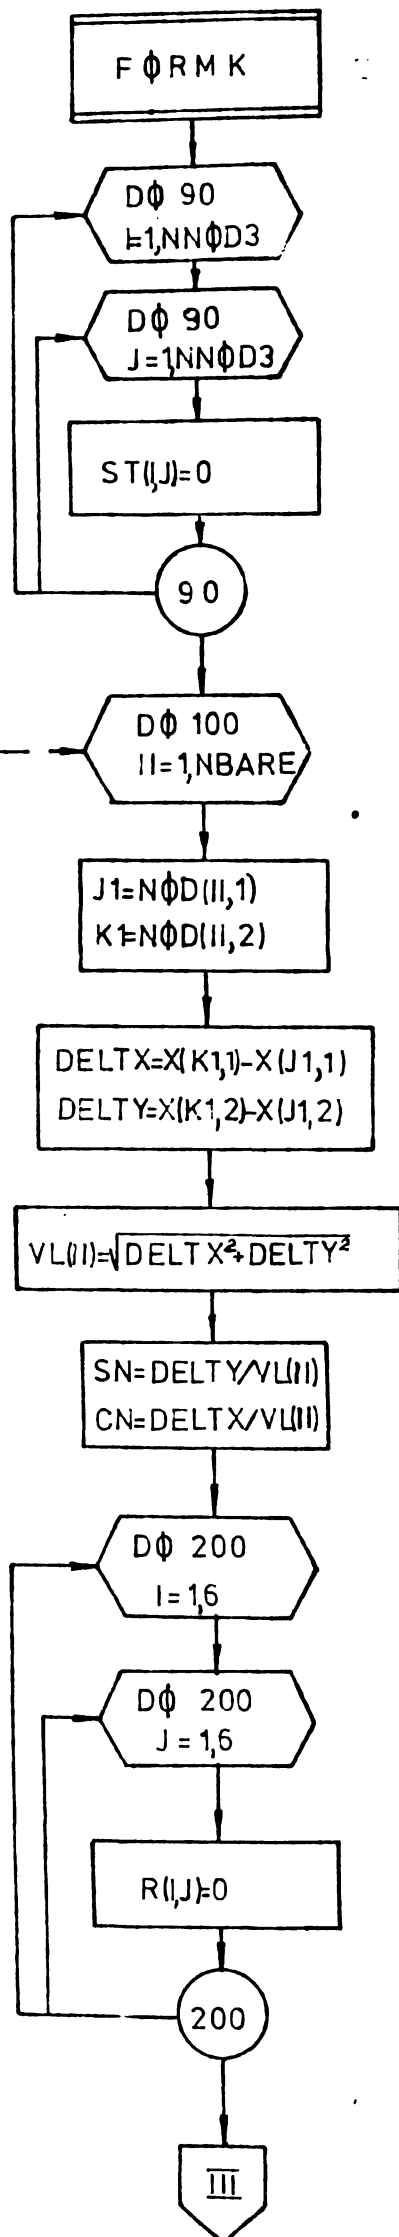 FΦRMK
DΦ 90
I=1,NNΦD3
DΦ 90
J=1,NNΦD3
ST(I,J)=0
90
DΦ 100
II=1,NBARE
J1=NΦD(II,1)
K1=NΦD(II,2)
DELTX=X(K1,1)-X(J1,1)
DELTY=X(K1,2)-X(J1,2)
VL(II)=√DELTX²+DELTY²
SN=DELTY/VL(II)
CN=DELTX/VL(II)
DΦ 200
I=1,6
DΦ 200
J=1,6
R(I,J)=0
200
III